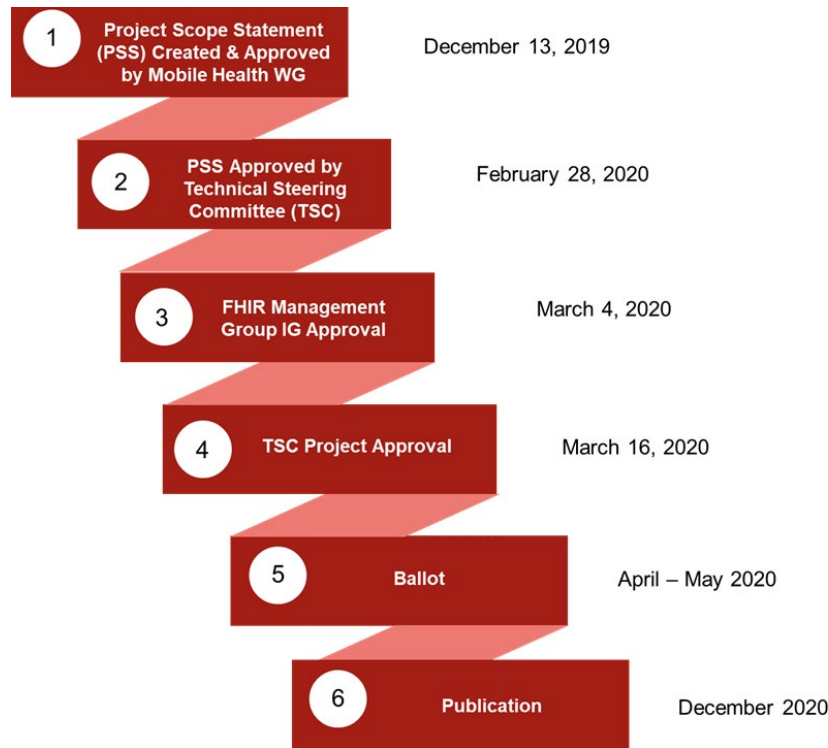 1
Project Scope Statement
(PSS) Created & Approved
by Mobile Health WG
December 13, 2019
2
PSS Approved by
Technical Steering
Committee (TSC)
February 28, 2020
3
FHIR Management
Group IG Approval
March 4, 2020
4
TSC Project Approval
March 16, 2020
5
Ballot
April – May 2020
6
Publication
December 2020